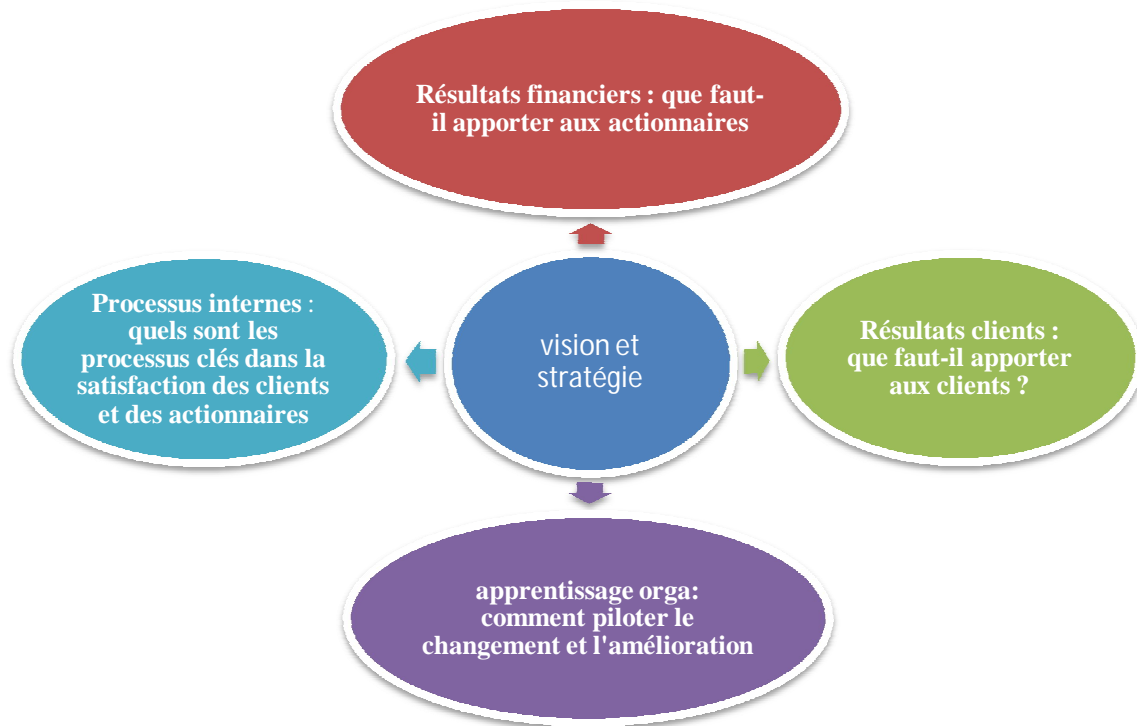 Résultats financiers : que faut-
il apporter aux actionnaires
Processus internes :
quels sont les
processus clés dans la
satisfaction des clients
et des actionnaires
vision et
stratégie
Résultats clients :
que faut-il apporter
aux clients ?
apprentissage orga:
comment piloter le
changement et l'amélioration